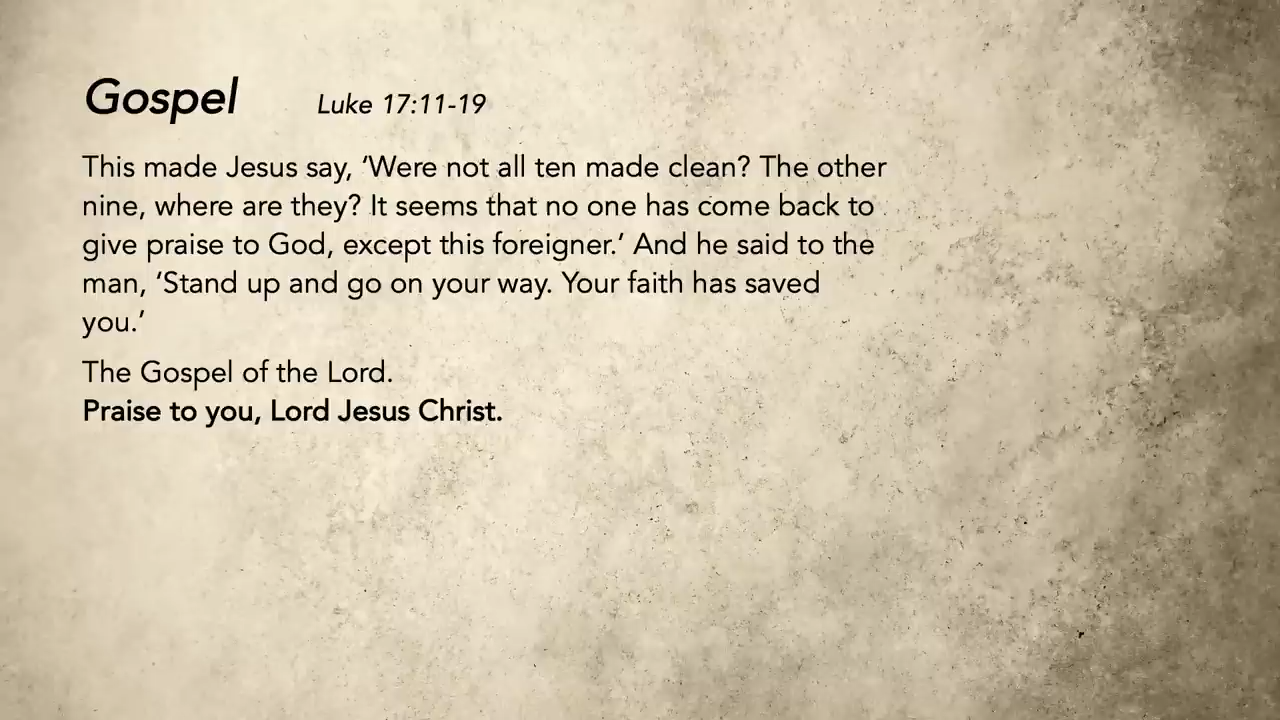 Gospel Luke 17:11-19
This made Jesus say, ‘Were not all ten made clean? The other
nine, where are they? It seems that no one has come back to
give praise to God, except this foreigner.’ And he said to the
man, ‘Stand up and go on your way. Your faith has saved
you.’
The Gospel of the Lord.
Praise to you, Lord Jesus Christ.